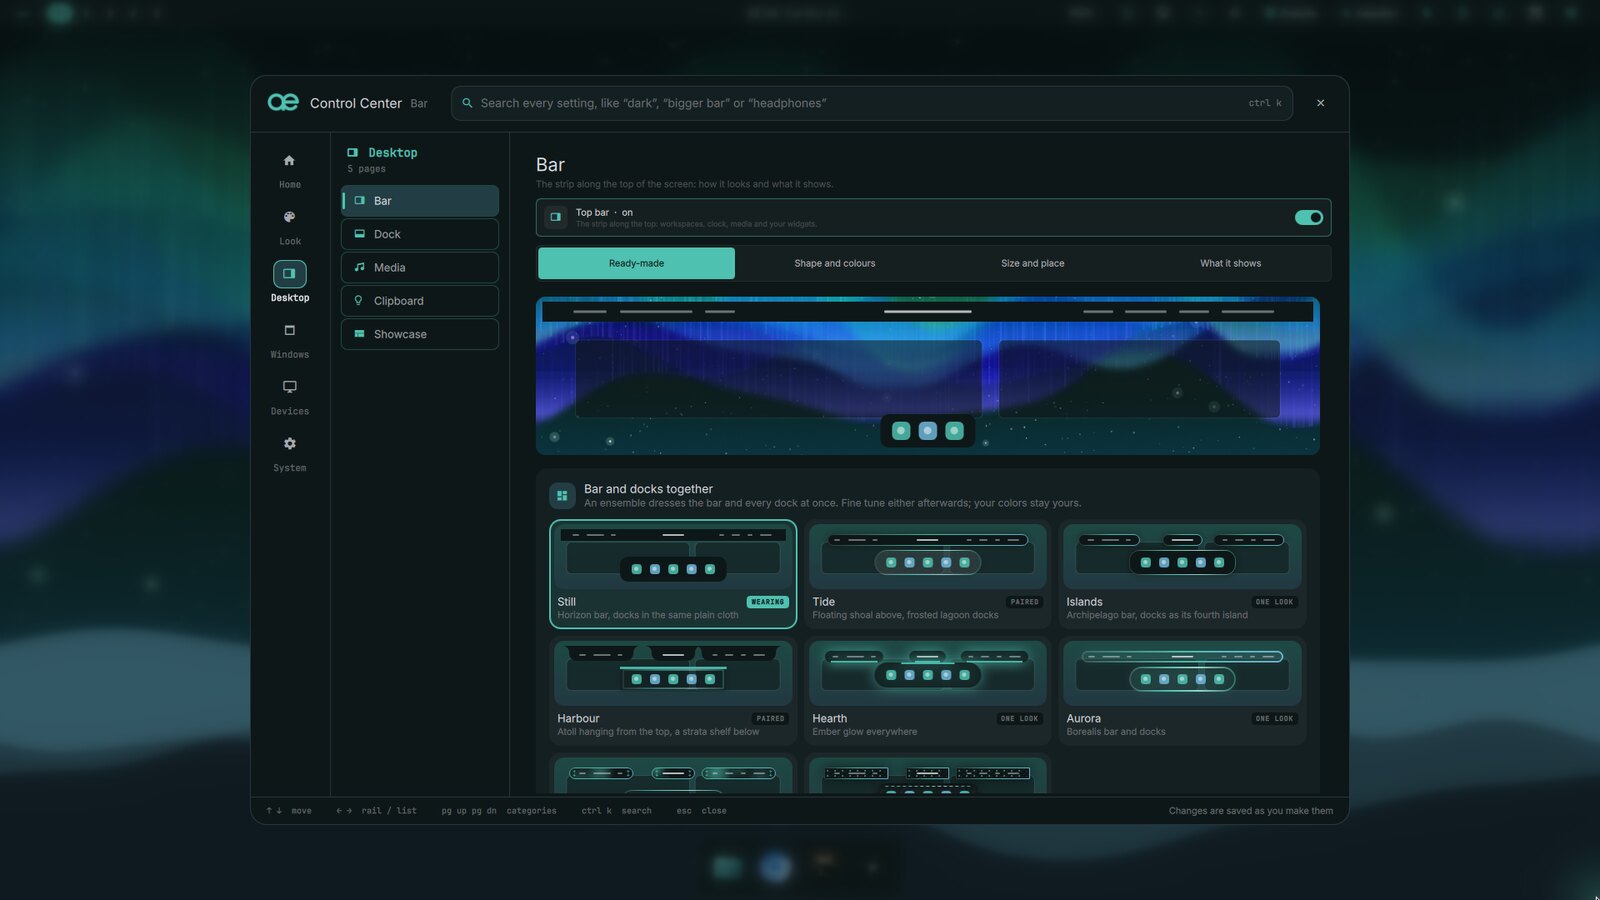 Control Center Bar
Search every setting, like “dark”, “bigger bar” or “headphones”
ctrl k
×
Home
Look
Desktop
Windows
Devices
System
Desktop
5 pages
Bar
Dock
Media
Clipboard
Showcase
Bar
The strip along the top of the screen: how it looks and what it shows.
Top bar · on
The strip along the top: workspaces, clock, media and your widgets.
Ready-made
Shape and colours
Size and place
What it shows
Bar and docks together
An ensemble dresses the bar and every dock at once. Fine tune either afterwards; your colors stay yours.
Still
WEARING
Horizon bar, docks in the same plain cloth
Tide
PAIRED
Floating shoal above, frosted lagoon docks
Islands
ONE LOOK
Archipelago bar, docks as its fourth island
Harbour
PAIRED
Atoll hanging from the top, a strata shelf below
Hearth
ONE LOOK
Ember glow everywhere
Aurora
ONE LOOK
Borealis bar and docks
↑↓ move ←→ rail / list pg up pg dn categories ctrl k search esc close
Changes are saved as you make them